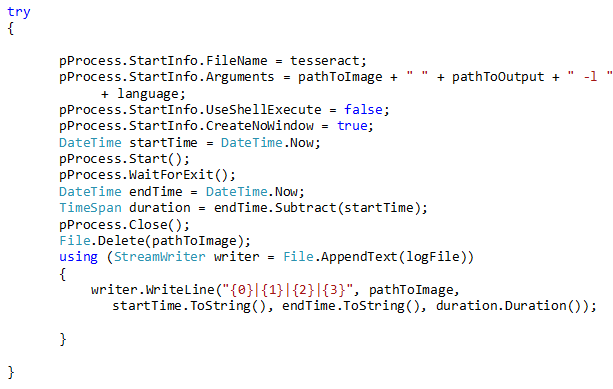 try
{
pProcess.StartInfo.FileName = tesseract;
pProcess.StartInfo.Arguments = pathToImage + " " + pathToOutput + " -l "
+ language;
pProcess.StartInfo.UseShellExecute = false;
pProcess.StartInfo.CreateNoWindow = true;
DateTime startTime = DateTime.Now;
pProcess.Start();
pProcess.WaitForExit();
DateTime endTime = DateTime.Now;
TimeSpan duration = endTime.Subtract(startTime);
pProcess.Close();
File.Delete(pathToImage);
using (StreamWriter writer = File.AppendText(logFile))
{
writer.WriteLine("{0}|{1}|{2}|{3}", pathToImage,
startTime.ToString(), endTime.ToString(), duration.Duration());
}
}